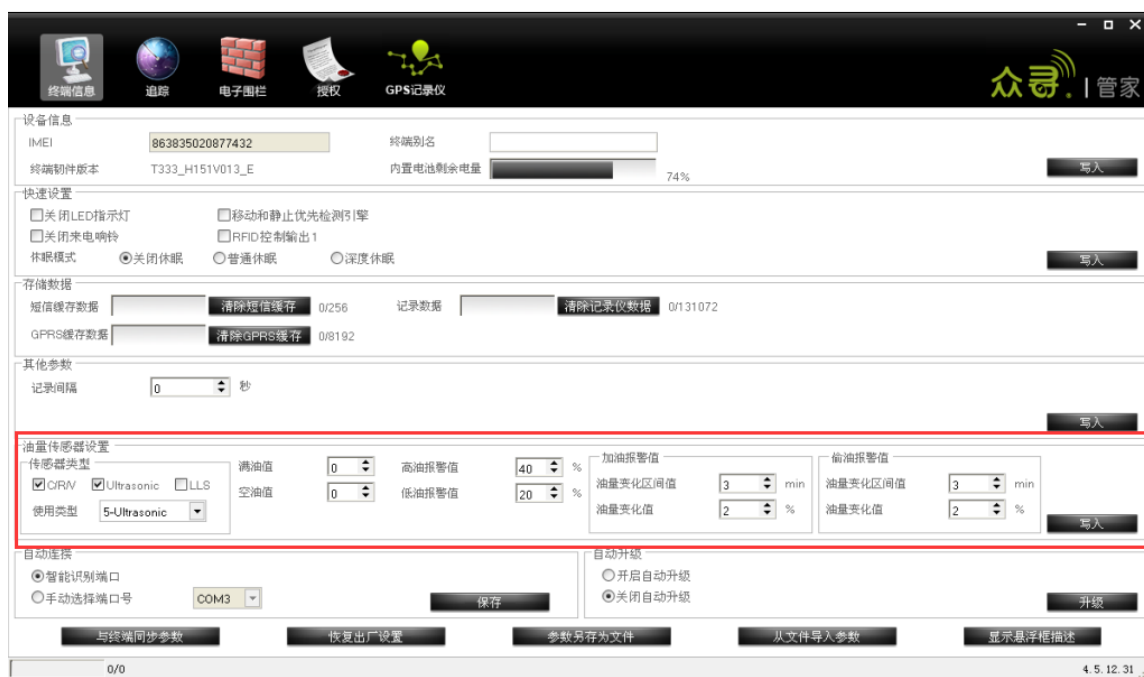 终端信息 追踪 电子围栏 授权 GPS记录仪
众寻. | 管家
设备信息
IMEI 863835020877432 终端别名
终端韧件版本 T333_H151V013_E 内置电池剩余电量 74% 写入
快速设置
关闭LED指示灯 移动和静止优先检测引擎
关闭来电响铃 RFID控制输出1
休眠模式 关闭休眠 普通休眠 深度休眠 写入
存储数据
短信缓存数据 清除短信缓存 0/256 记录数据 清除记录仪数据 0/131072
GPRS缓存数据 清除GPRS缓存 0/8192
其他参数
记录间隔 0 秒
写入
油量传感器设置
传感器类型 满油值 0 高油报警值 40 % 加油报警值 偷油报警值
C/R/V Ultrasonic LLS 油量变化区间值 3 min 油量变化区间值 3 min
使用类型 5-Ultrasonic 空油值 0 低油报警值 20 % 油量变化值 2 % 油量变化值 2 % 写入
自动连接 自动升级
智能识别端口 开启自动升级
手动选择端口号 COM3 保存 关闭自动升级 升级
与终端同步参数 恢复出厂设置 参数另存为文件 从文件导入参数 显示悬浮框描述
0/0 4.5.12.31